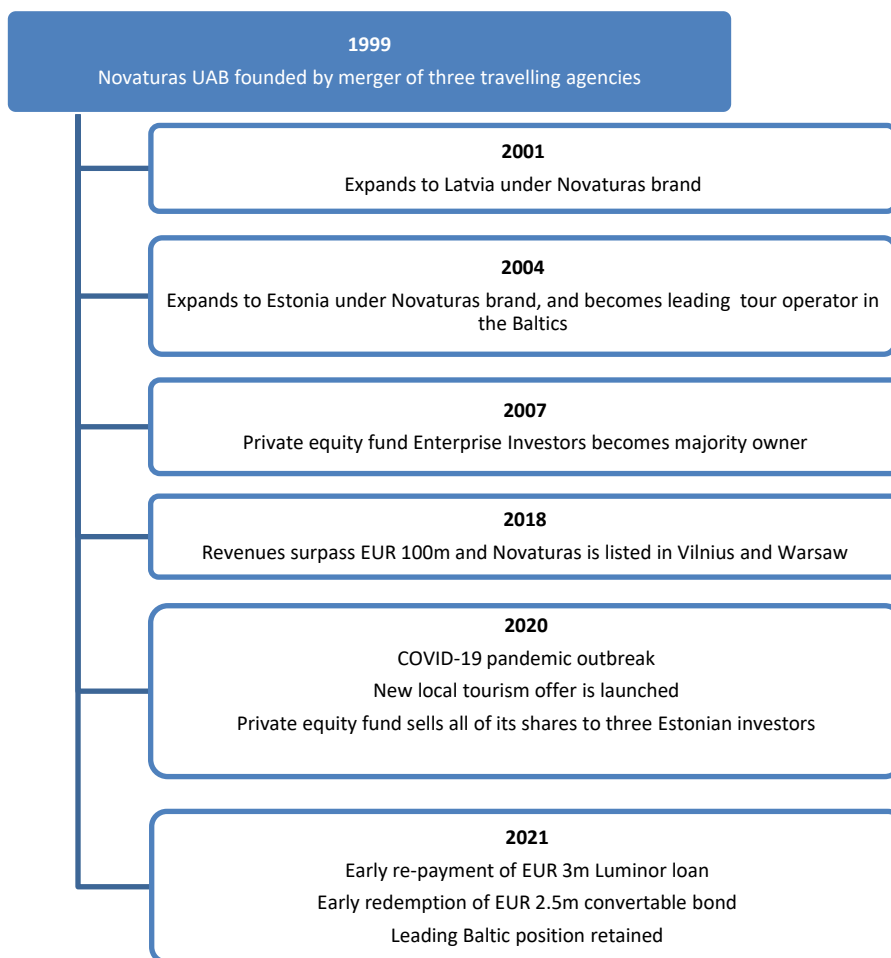 1999
Novaturas UAB founded by merger of three travelling agencies
2001
Expands to Latvia under Novaturas brand
2004
Expands to Estonia under Novaturas brand, and becomes leading tour operator in
the Baltics
2007
Private equity fund Enterprise Investors becomes majority owner
2018
Revenues surpass EUR 100m and Novaturas is listed in Vilnius and Warsaw
2020
COVID-19 pandemic outbreak
New local tourism offer is launched
Private equity fund sells all of its shares to three Estonian investors
2021
Early re-payment of EUR 3m Luminor loan
Early redemption of EUR 2.5m convertable bond
Leading Baltic position retained